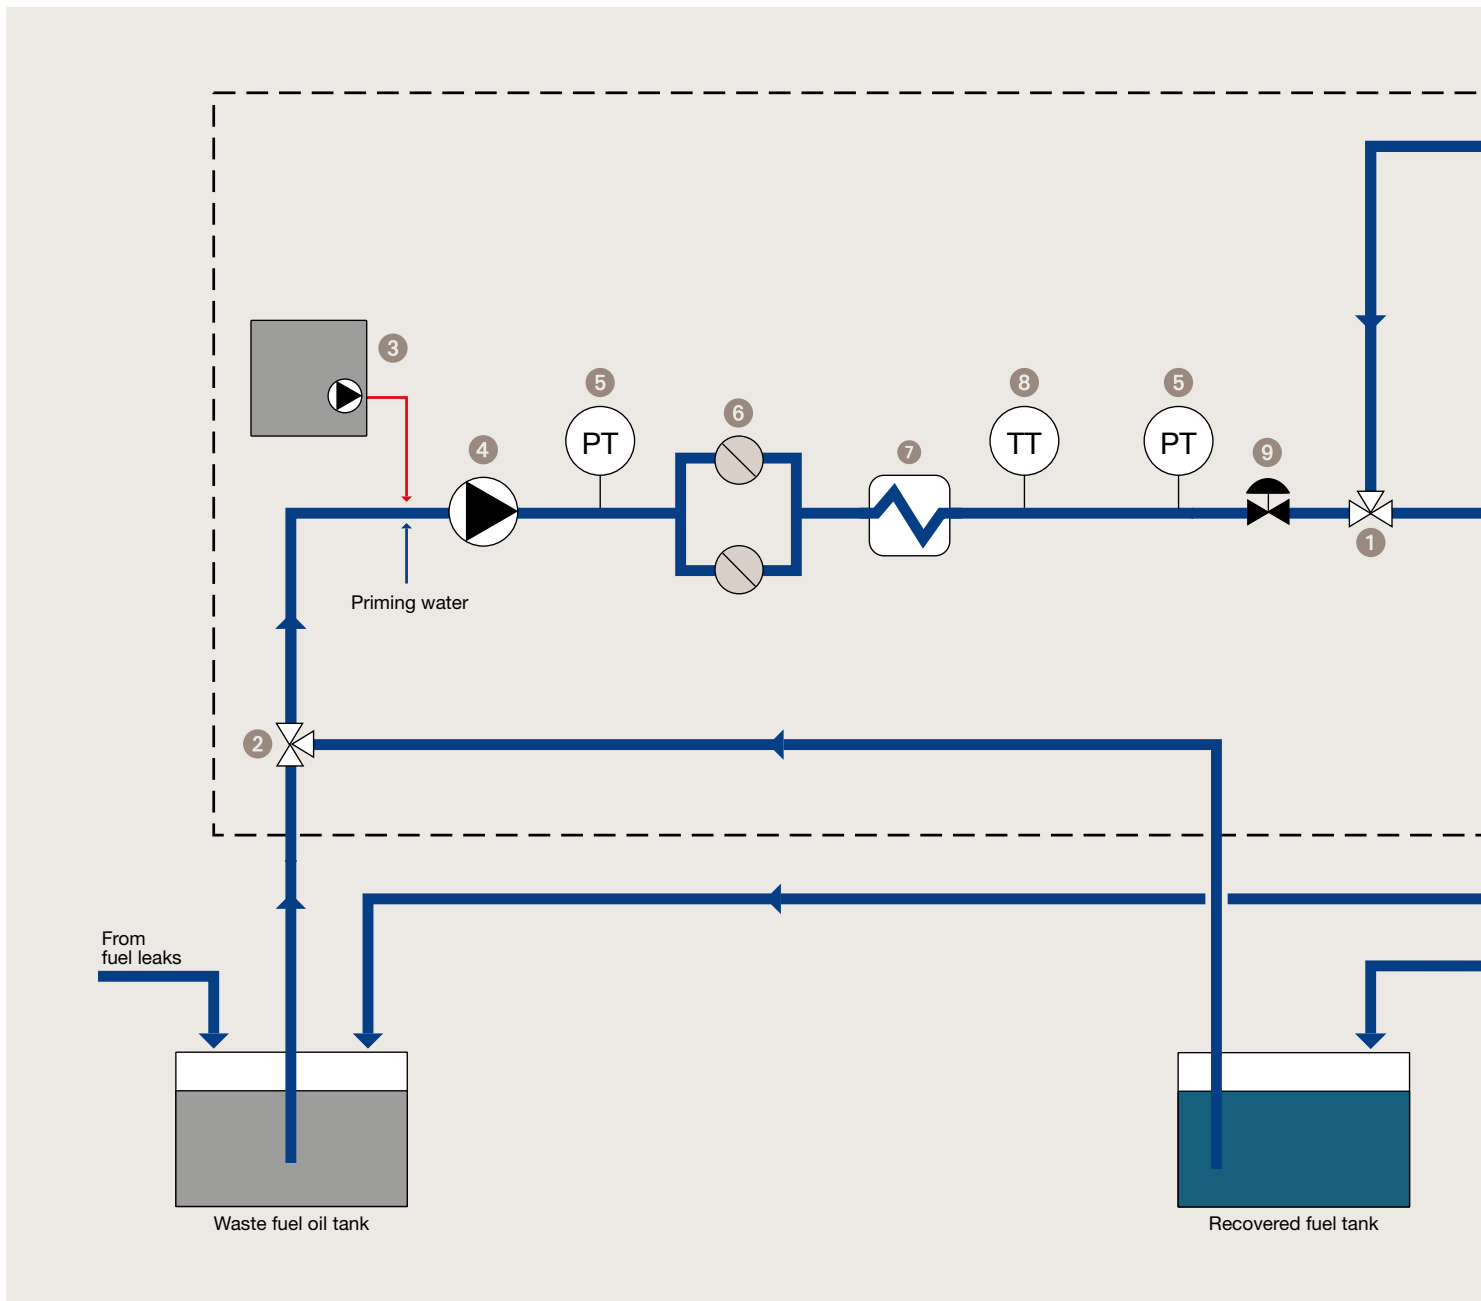 3
5
8
5
6
4
7
9
PT
TT
PT
1
Priming water
2
From
fuel leaks
Waste fuel oil tank
Recovered fuel tank